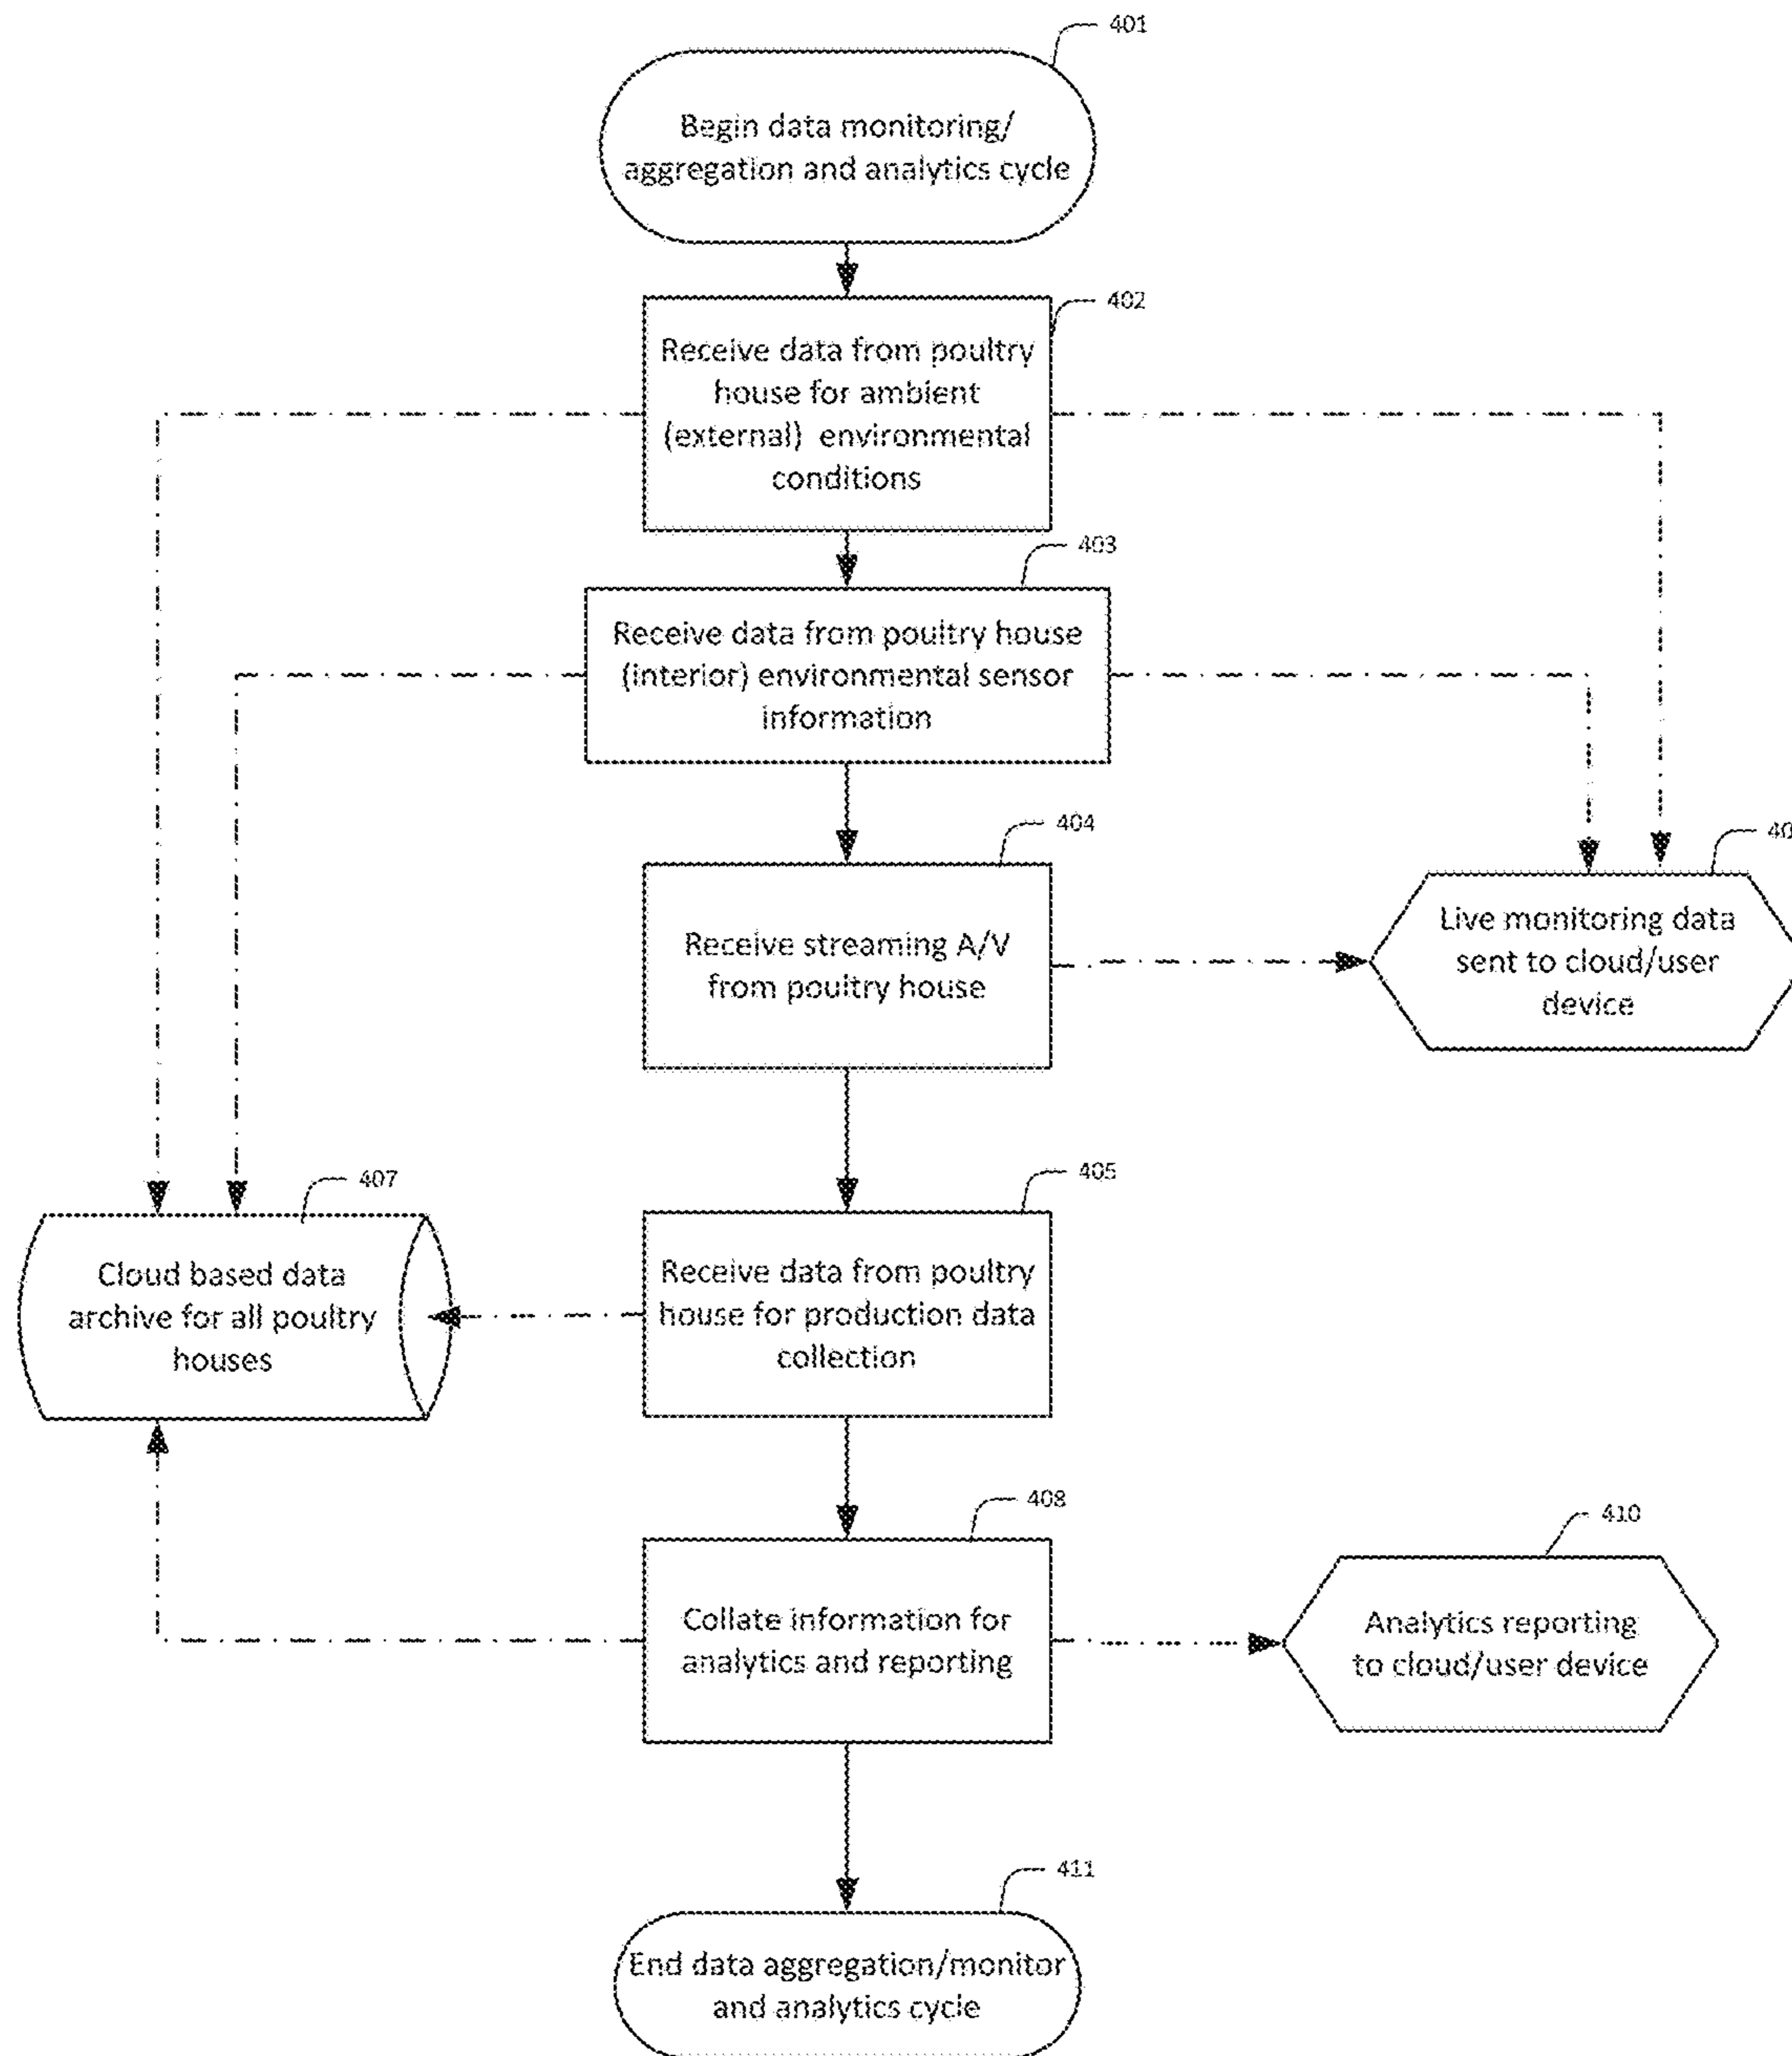 401
Begin data monitoring/
aggregation and analytics cycle
402
Receive data from poultry
house for ambient
(external) environmental
conditions
403
Receive data from poultry house
(interior) environmental sensor
information
404
Receive streaming A/V
from poultry house
Live monitoring data
sent to cloud/user
device
407
Cloud based data
archive for all poultry
houses
405
Receive data from poultry
house for production data
collection
408
Collate information for
analytics and reporting
410
Analytics reporting
to cloud/user device
411
End data aggregation/monitor
and analytics cycle